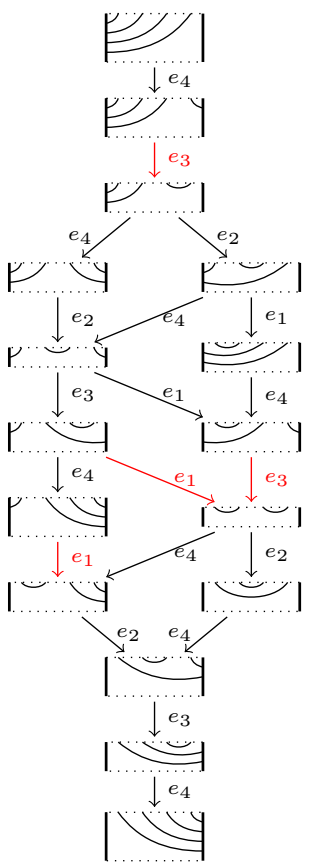 e₄
e₃
e₄ e₂
e₂ e₄ e₁
e₃ e₁ e₄
e₄ e₁ e₃
e₁ e₄ e₂
e₂ e₄
e₃
e₄